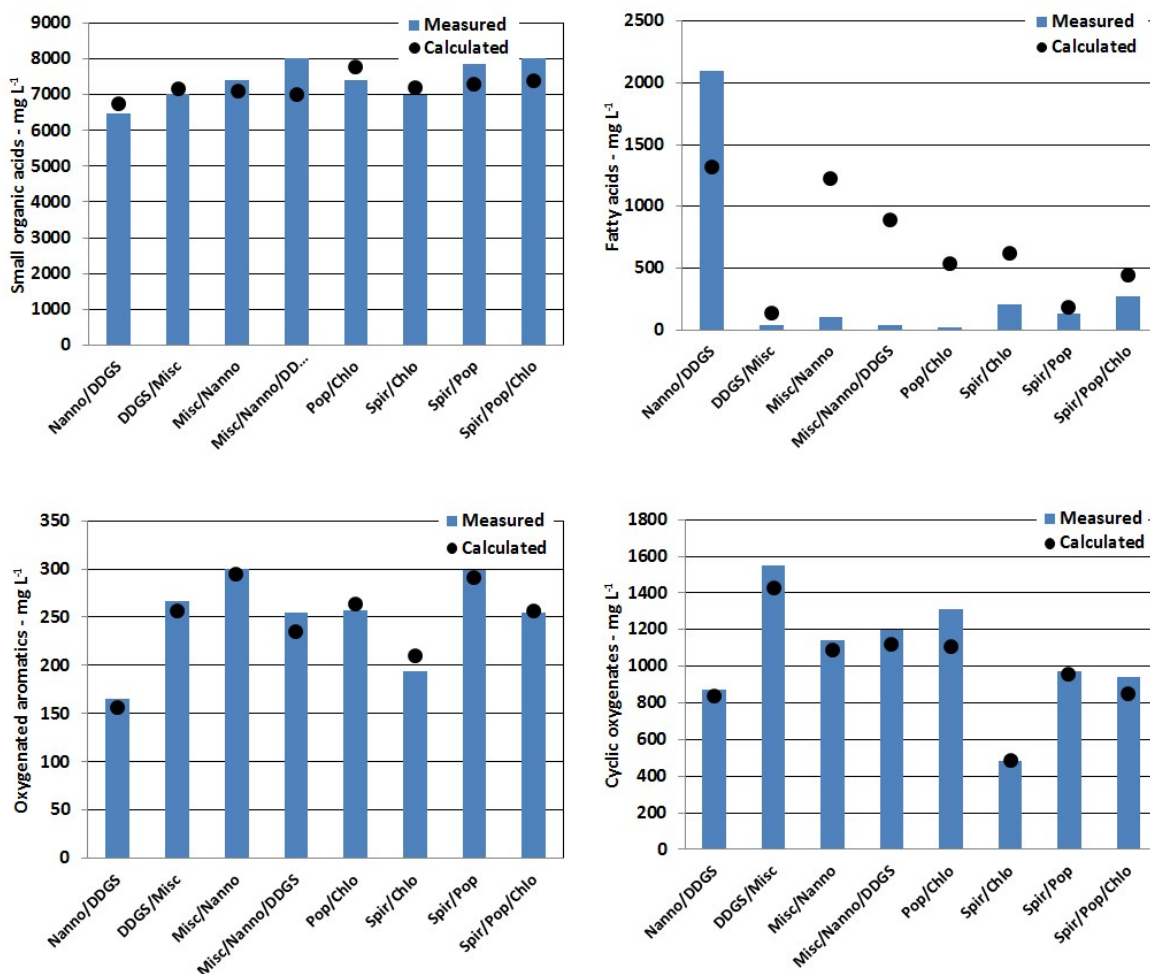 Small organic acids - mg L-1
9000
8000
7000
6000
5000
4000
3000
2000
1000
0
Measured
Calculated
Nanno/DDGS
DDGS/Misc
Misc/Nanno
Misc/Nanno/DD...
Pop/Chlo
Spir/Chlo
Spir/Pop
Spir/Pop/Chlo
Fatty acids - mg L-1
2500
2000
1500
1000
500
0
Measured
Calculated
Nanno/DDGS
DDGS/Misc
Misc/Nanno
Misc/Nanno/DDGS
Pop/Chlo
Spir/Chlo
Spir/Pop
Spir/Pop/Chlo
Oxygenated aromatics - mg L-1
350
300
250
200
150
100
50
0
Measured
Calculated
Nanno/DDGS
DDGS/Misc
Misc/Nanno
Misc/Nanno/DDGS
Pop/Chlo
Spir/Chlo
Spir/Pop
Spir/Pop/Chlo
Cyclic oxygenates - mg L-1
1800
1600
1400
1200
1000
800
600
400
200
0
Measured
Calculated
Nanno/DDGS
DDGS/Misc
Misc/Nanno
Misc/Nanno/DDGS
Pop/Chlo
Spir/Chlo
Spir/Pop
Spir/Pop/Chlo